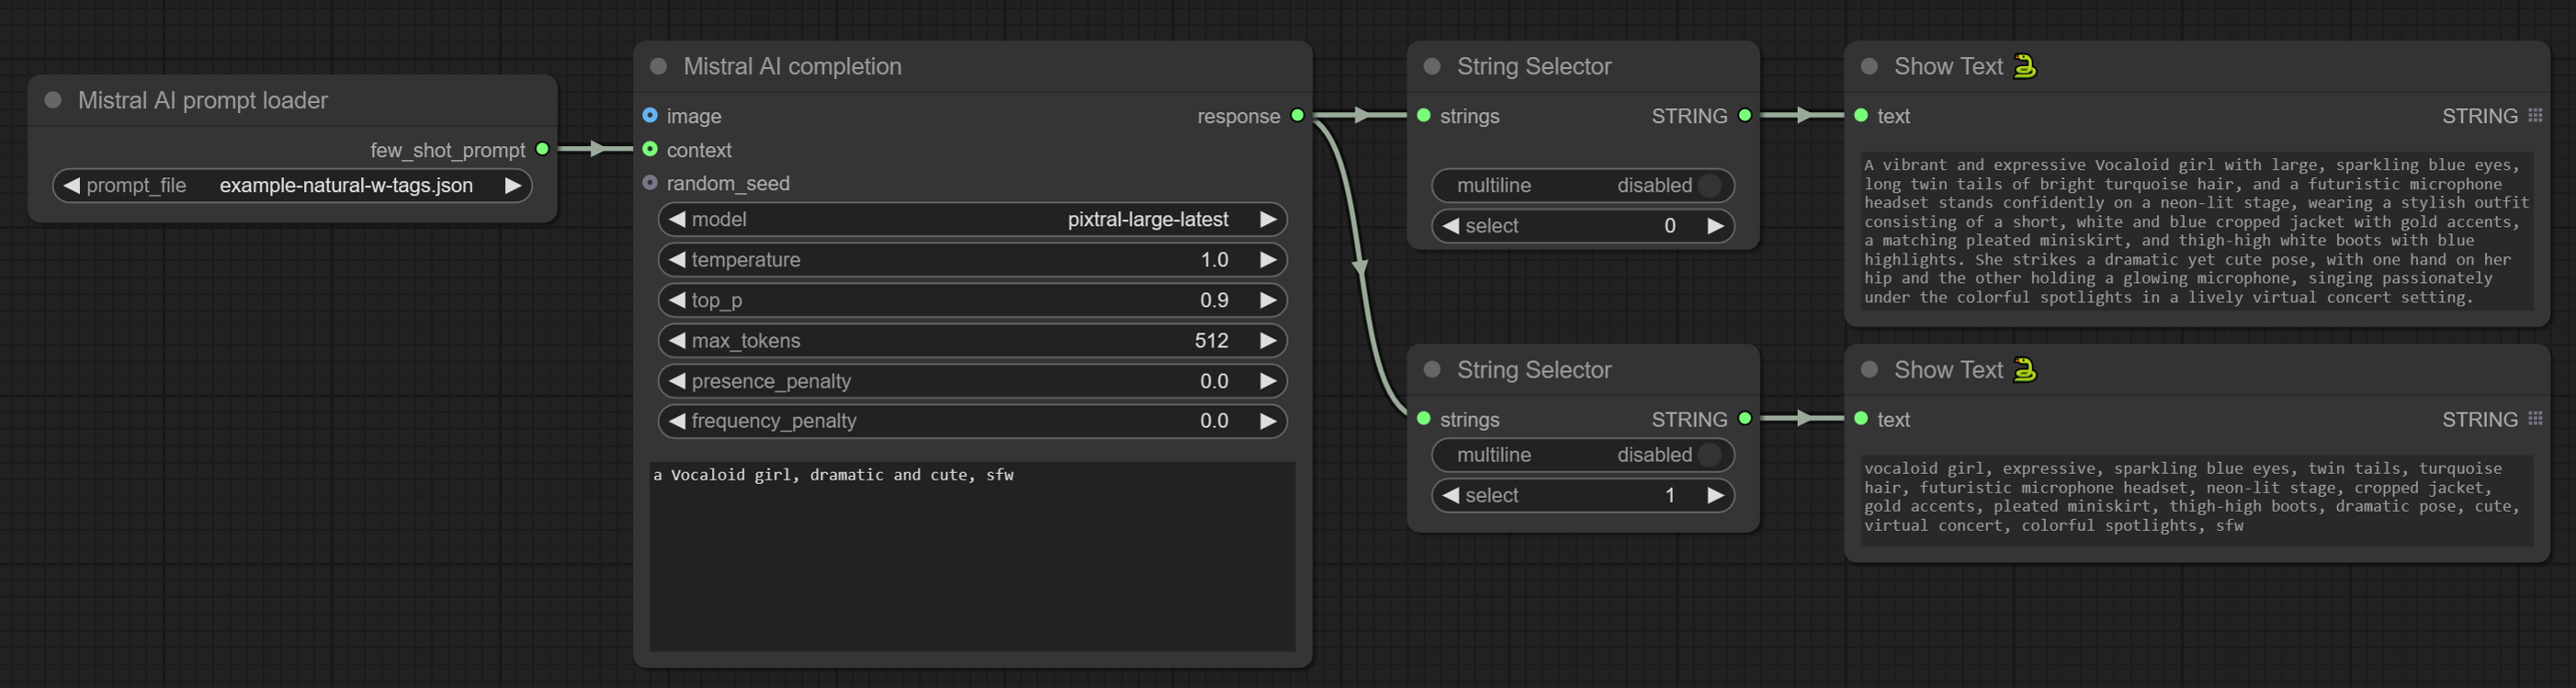 Mistral AI prompt loader
few_shot_prompt
prompt_file example-natural-w-tags.json
Mistral AI completion
image response
context
random_seed
model pixtral-large-latest
temperature 1.0
top_p 0.9
max_tokens 512
presence_penalty 0.0
frequency_penalty 0.0
a Vocaloid girl, dramatic and cute, sfw
String Selector
strings STRING
multiline disabled
select 0
String Selector
strings STRING
multiline disabled
select 1
Show Text 🐍
text STRING
A vibrant and expressive Vocaloid girl with large, sparkling blue eyes,
long twin tails of bright turquoise hair, and a futuristic microphone
headset stands confidently on a neon-lit stage, wearing a stylish outfit
consisting of a short, white and blue cropped jacket with gold accents,
a matching pleated miniskirt, and thigh-high white boots with blue
highlights. She strikes a dramatic yet cute pose, with one hand on her
hip and the other holding a glowing microphone, singing passionately
under the colorful spotlights in a lively virtual concert setting.
Show Text 🐍
text STRING
vocaloid girl, expressive, sparkling blue eyes, twin tails, turquoise
hair, futuristic microphone headset, neon-lit stage, cropped jacket,
gold accents, pleated miniskirt, thigh-high boots, dramatic pose, cute,
virtual concert, colorful spotlights, sfw